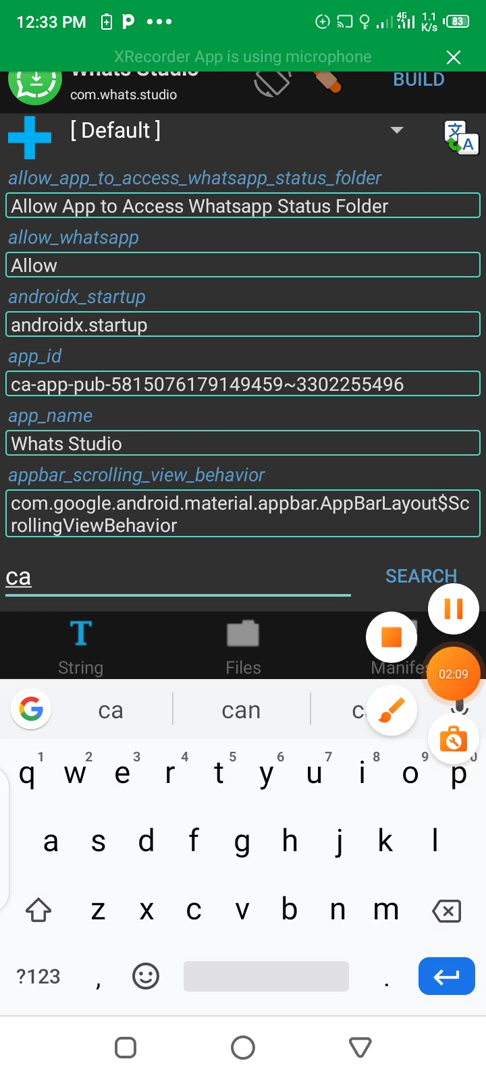 12:33 PM
4G 1.1 K/s 83
XRecorder App is using microphone
Whats Studio
com.whats.studio
BUILD
[ Default ]
allow_app_to_access_whatsapp_status_folder
Allow App to Access Whatsapp Status Folder
allow_whatsapp
Allow
androidx_startup
androidx.startup
app_id
ca-app-pub-5815076179149459~3302255496
app_name
Whats Studio
appbar_scrolling_view_behavior
com.google.android.material.appbar.AppBarLayout$Sc
rollingViewBehavior
ca
SEARCH
String
Files
02:09
ca
can
1 2 3 4 5 6 7 8 9
q w e r t y u i o p
a s d f g h j k l
z x c v b n m
?123 , .